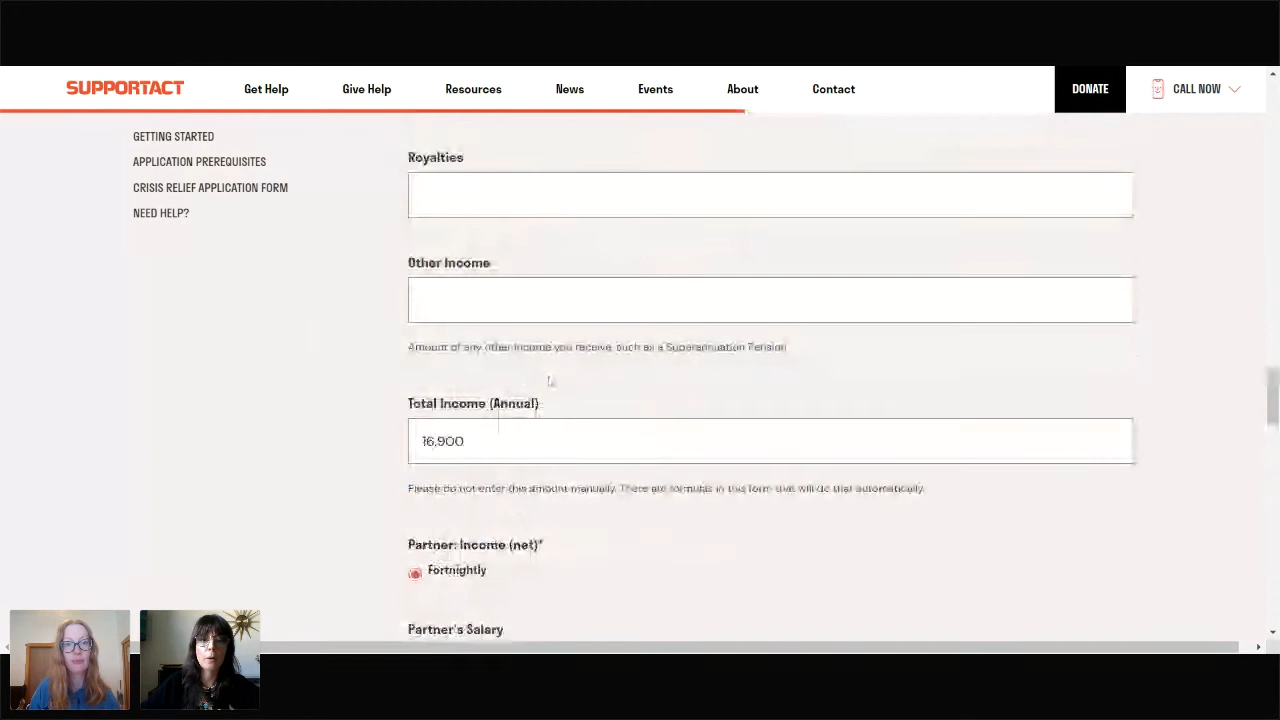 SUPPORTACT
Get Help
Give Help
Resources
News
Events
About
Contact
DONATE
CALL NOW
GETTING STARTED
APPLICATION PREREQUISITES
CRISIS RELIEF APPLICATION FORM
NEED HELP?
Royalties
Other Income
Amount of any other income you receive, such as a Superannuation Pension
Total Income (Annual)
16,900
Please do not enter this amount manually. There are formulas in this form that will do that automatically.
Partner: Income (net)*
Fortnightly
Partner's Salary